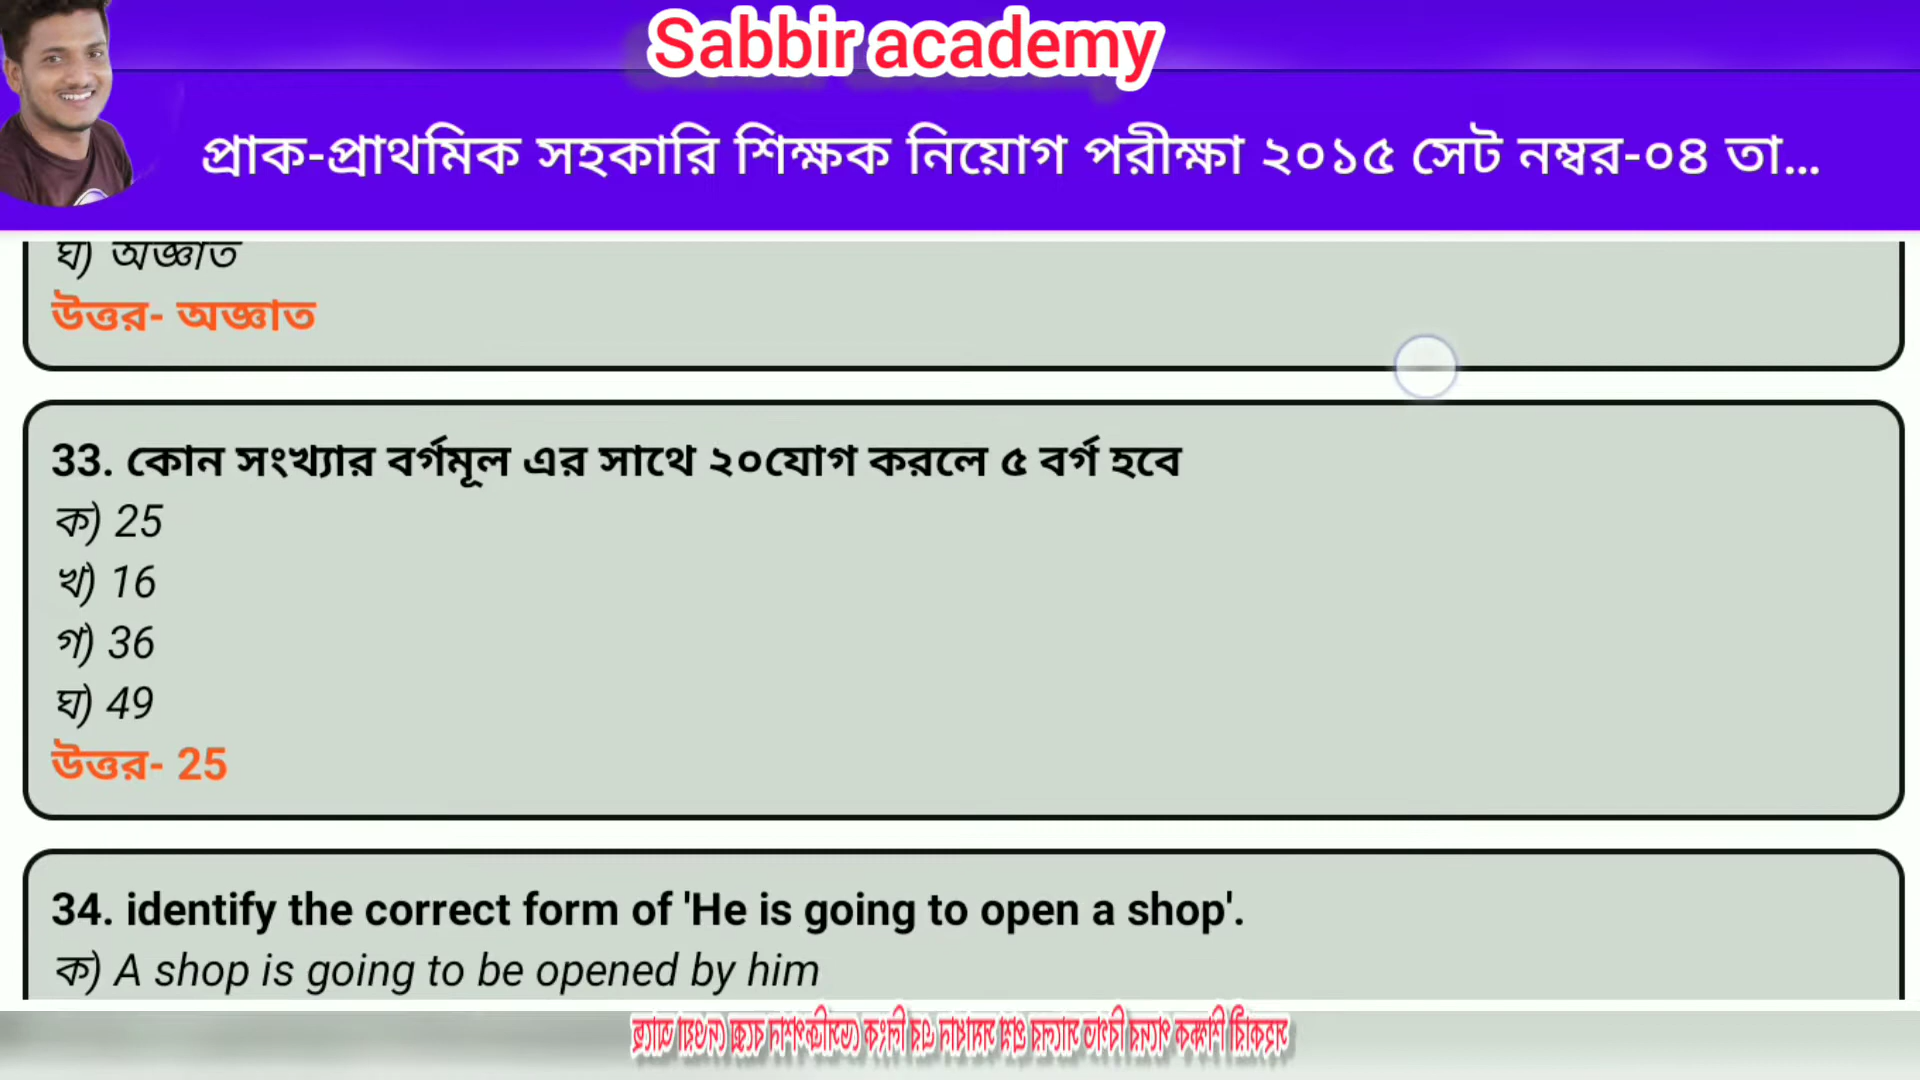 Sabbir academy
প্রাক-প্রাথমিক সহকারি শিক্ষক নিয়োগ পরীক্ষা ২০১৫ সেট নম্বর-০৪ তা...
ঘ) অজ্ঞাত
উত্তর- অজ্ঞাত
33. কোন সংখ্যার বর্গমূল এর সাথে ২০যোগ করলে ৫ বর্গ হবে
ক) 25
খ) 16
গ) 36
ঘ) 49
উত্তর- 25
34. identify the correct form of 'He is going to open a shop'.
ক) A shop is going to be opened by him